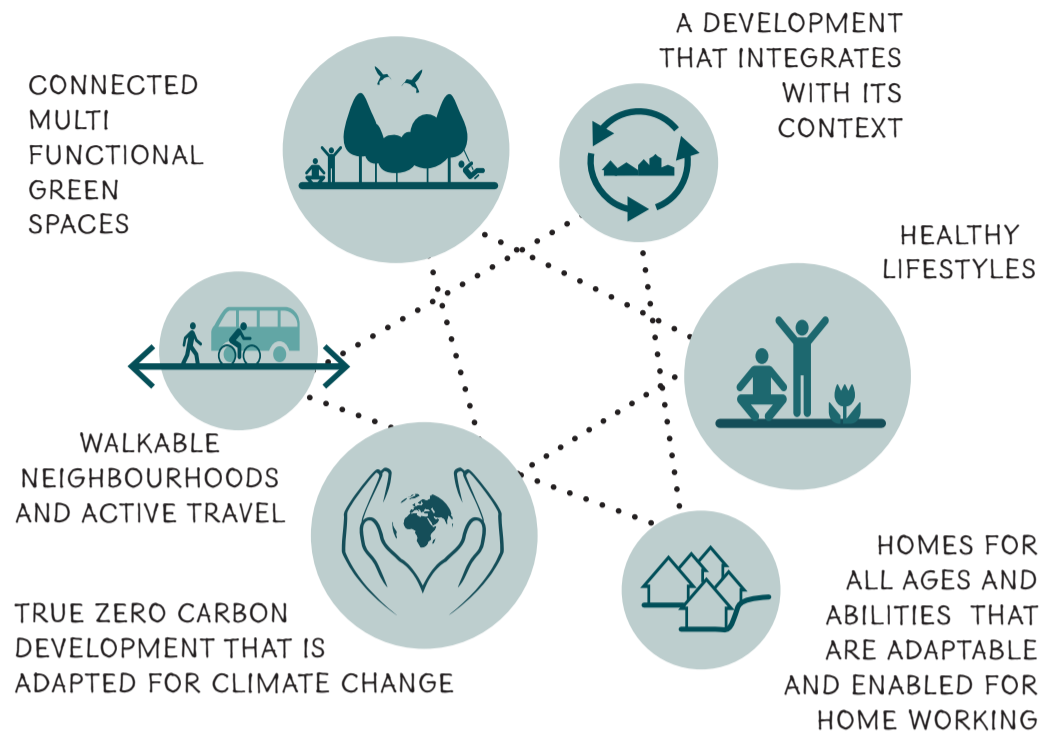 CONNECTED
MULTI
FUNCTIONAL
GREEN
SPACES
A DEVELOPMENT
THAT INTEGRATES
WITH ITS
CONTEXT
HEALTHY
LIFESTYLES
WALKABLE
NEIGHBOURHOODS
AND ACTIVE TRAVEL
TRUE ZERO CARBON
DEVELOPMENT THAT IS
ADAPTED FOR CLIMATE CHANGE
HOMES FOR
ALL AGES AND
ABILITIES THAT
ARE ADAPTABLE
AND ENABLED FOR
HOME WORKING